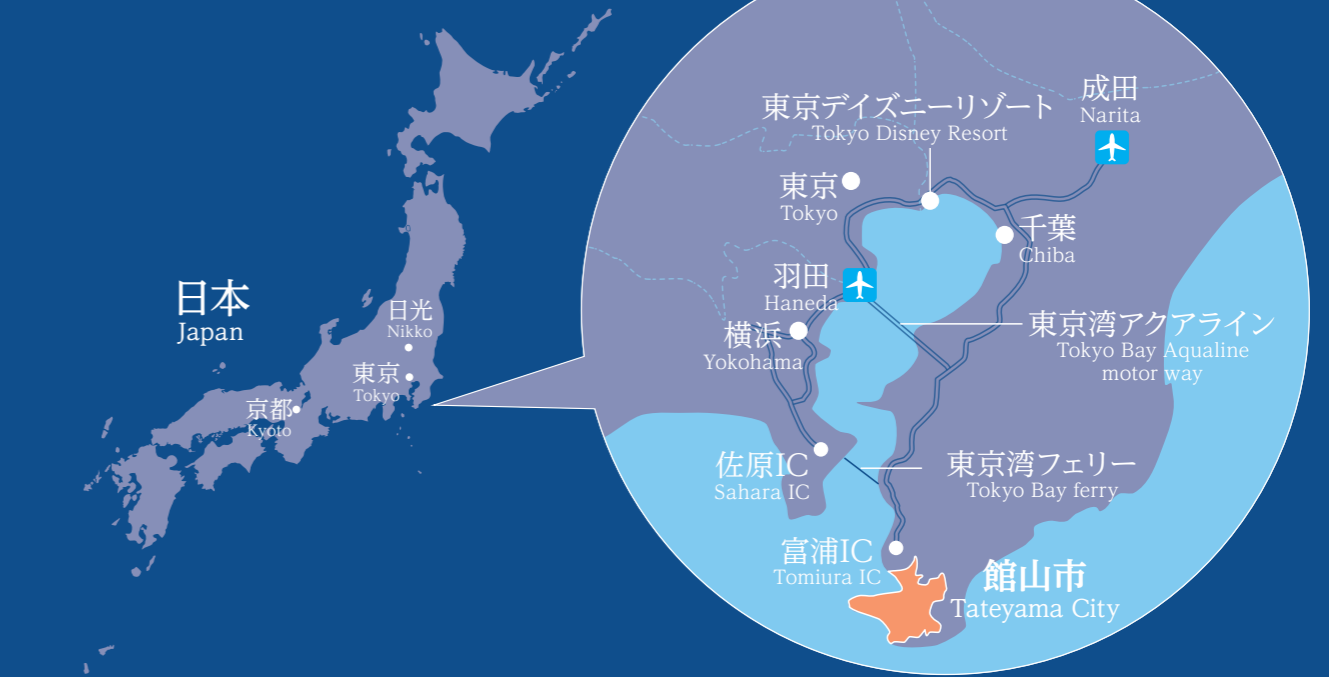 日本
Japan
日光
Nikko
東京
Tokyo
京都
Kyoto
東京デイズニーリゾート
Tokyo Disney Resort
成田
Narita
東京
Tokyo
千葉
Chiba
羽田
Haneda
横浜
Yokohama
東京湾アクアライン
Tokyo Bay Aqualine
motor way
佐原IC
Sahara IC
東京湾フェリー
Tokyo Bay ferry
富浦IC
Tomiura IC
館山市
Tateyama City